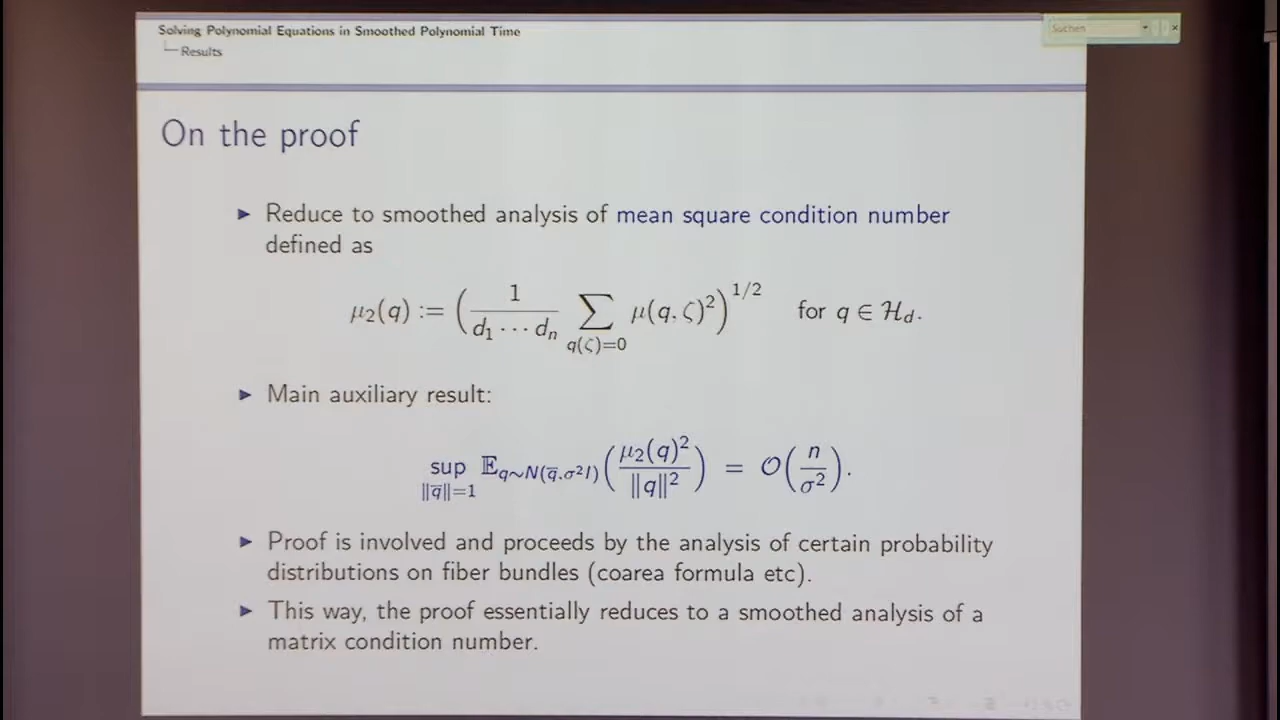 Solving Polynomial Equations in Smoothed Polynomial Time
Results
Suchen
On the proof
► Reduce to smoothed analysis of mean square condition number
defined as
μ₂(q) := ( 1 / d₁ ⋯ dₙ ∑_{q(ζ)=0} μ(q, ζ)² )^{1/2} for q ∈ ℋ_d.
► Main auxiliary result:
sup_{‖q̅‖=1} 𝔼_{q∼N(q̅,σ²I)} ( μ₂(q)² / ‖q‖² ) = 𝒪( n / σ² ).
► Proof is involved and proceeds by the analysis of certain probability
distributions on fiber bundles (coarea formula etc).
► This way, the proof essentially reduces to a smoothed analysis of a
matrix condition number.